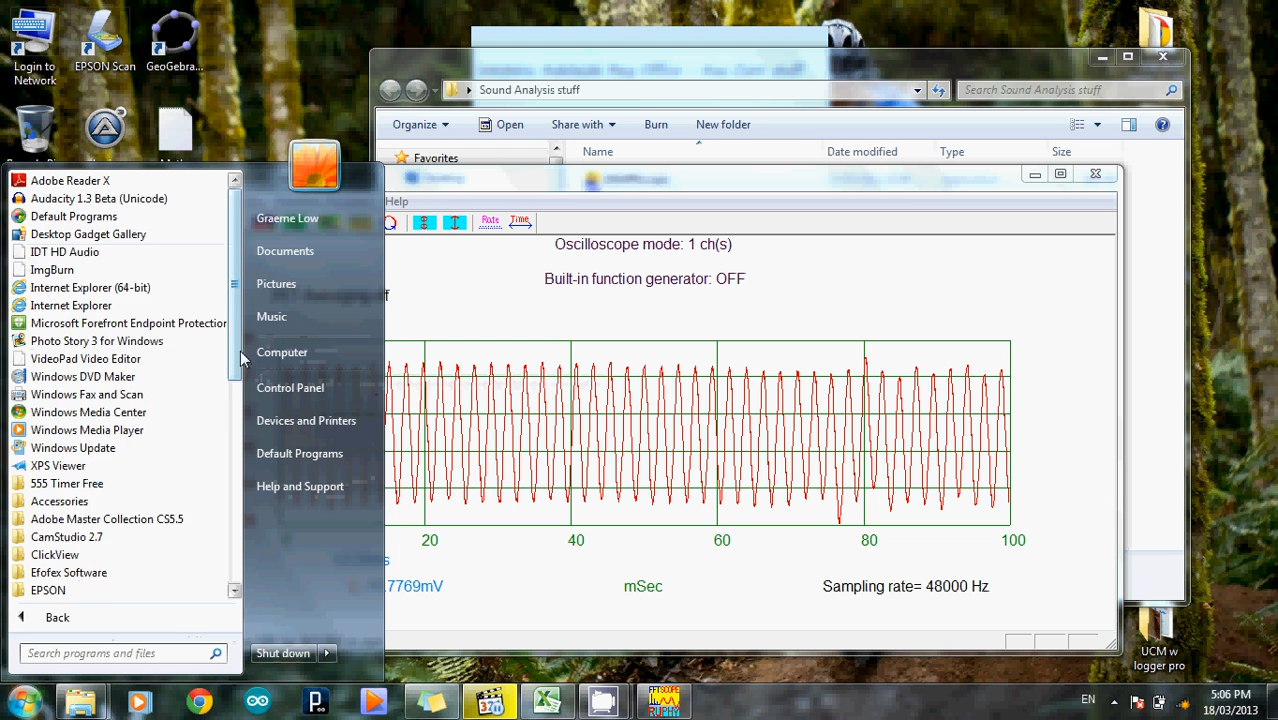 Login to
Network
EPSON Scan
GeoGebra...
Sound Analysis stuff
Search Sound Analysis stuff
Organize
Open
Share with
Burn
New folder
Favorites
Name
Date modified
Type
Size
Help
Rate
Time
Oscilloscope mode: 1 ch(s)
Built-in function generator: OFF
20
40
60
80
100
.7769mV
mSec
Sampling rate= 48000 Hz
Adobe Reader X
Audacity 1.3 Beta (Unicode)
Default Programs
Desktop Gadget Gallery
IDT HD Audio
ImgBurn
Internet Explorer (64-bit)
Internet Explorer
Microsoft Forefront Endpoint Protection
Photo Story 3 for Windows
VideoPad Video Editor
Windows DVD Maker
Windows Fax and Scan
Windows Media Center
Windows Media Player
Windows Update
XPS Viewer
555 Timer Free
Accessories
Adobe Master Collection CS5.5
CamStudio 2.7
ClickView
Efofex Software
EPSON
Back
Search programs and files
Graeme Low
Documents
Pictures
Music
Computer
Control Panel
Devices and Printers
Default Programs
Help and Support
Shut down
UCM w
logger pro
321
FFTSCOPE
EN
5:06 PM
18/03/2013